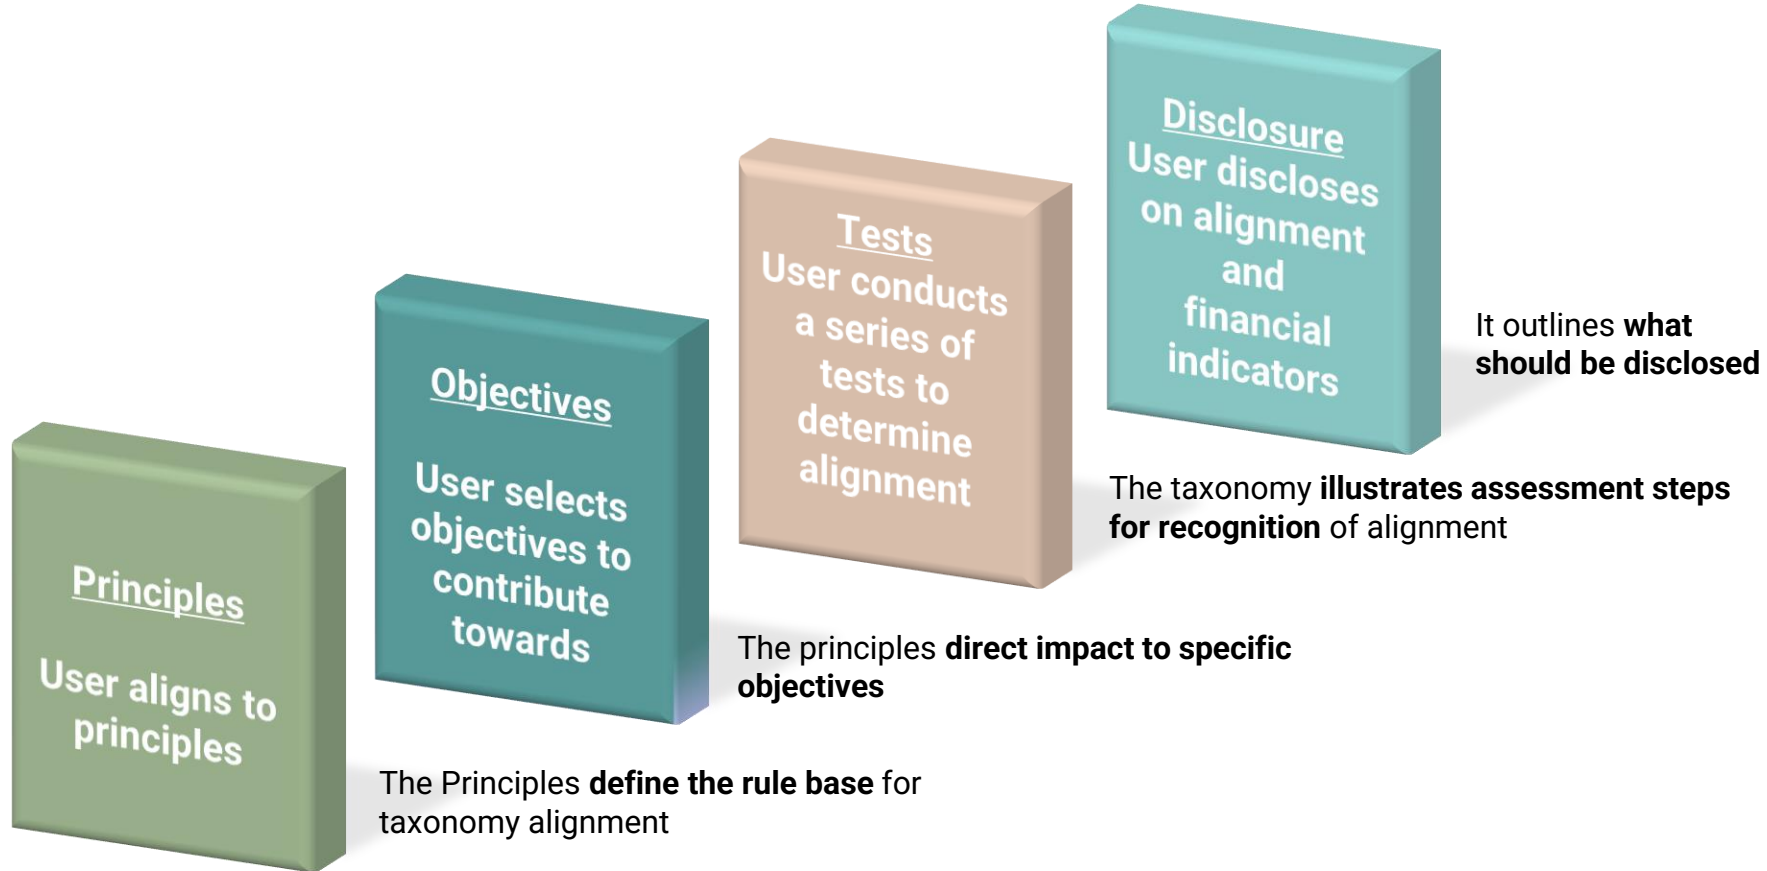 Principles
User aligns to
principles
The Principles define the rule base for
taxonomy alignment
Objectives
User selects
objectives to
contribute
towards
The principles direct impact to specific
objectives
Tests
User conducts
a series of
tests to
determine
alignment
The taxonomy illustrates assessment steps
for recognition of alignment
Disclosure
User discloses
on alignment
and
financial
indicators
It outlines what
should be disclosed